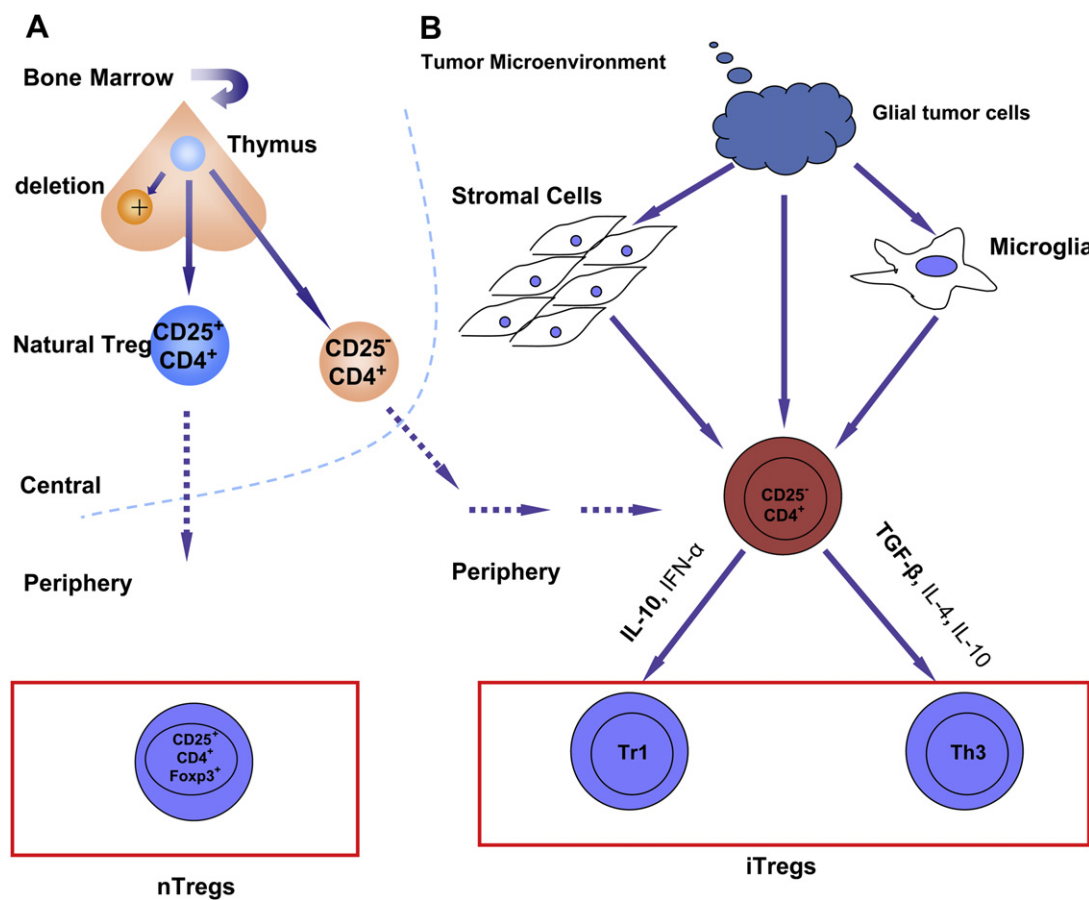 A
Bone Marrow
Thymus
deletion
+
Natural Treg
CD25⁺
CD4⁺
CD25⁻
CD4⁺
Central
Periphery
CD25⁺
CD4⁺
Foxp3⁺
nTregs
B
Tumor Microenvironment
Glial tumor cells
Stromal Cells
Microglia
CD25⁻
CD4⁺
Periphery
IL-10, IFN-α
TGF-β, IL-4, IL-10
Tr1
Th3
iTregs